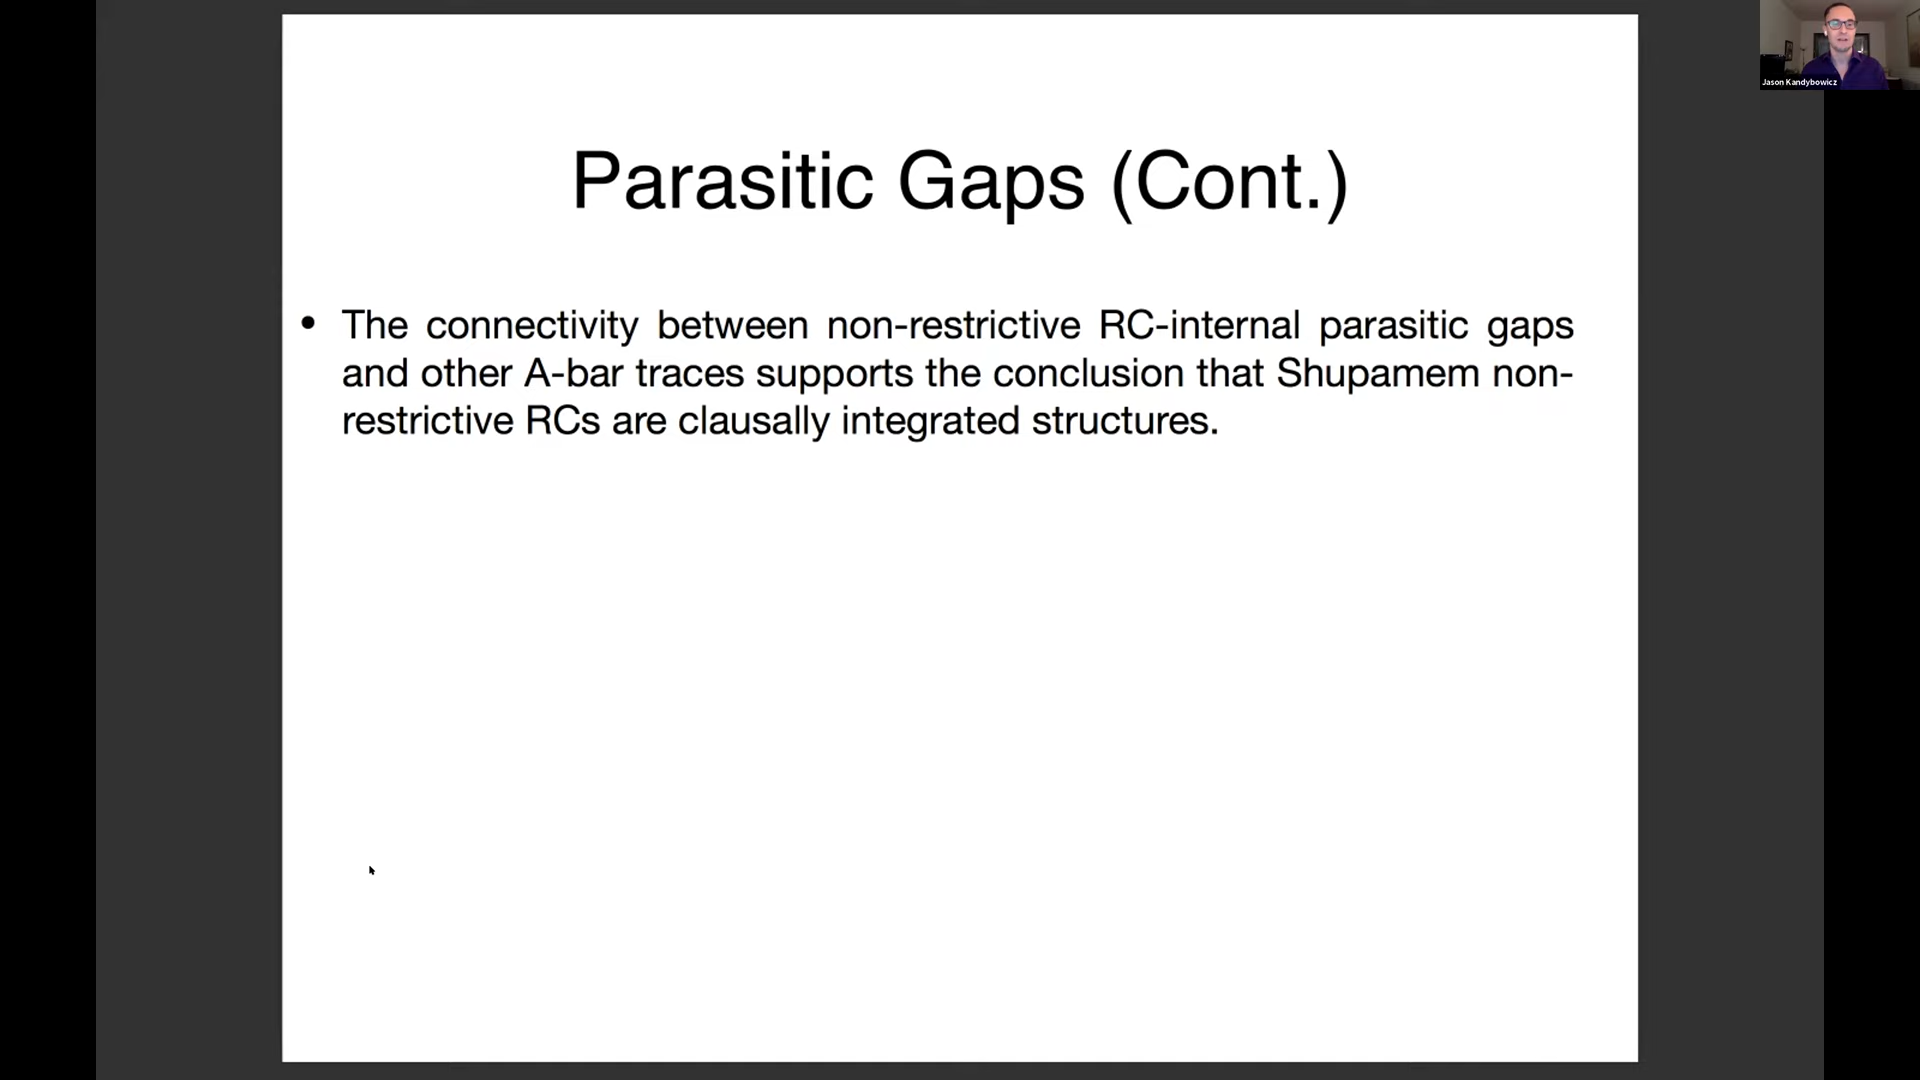 Jason Kandybowicz
Parasitic Gaps (Cont.)
• The connectivity between non-restrictive RC-internal parasitic gaps
and other A-bar traces supports the conclusion that Shupamem non-
restrictive RCs are clausally integrated structures.